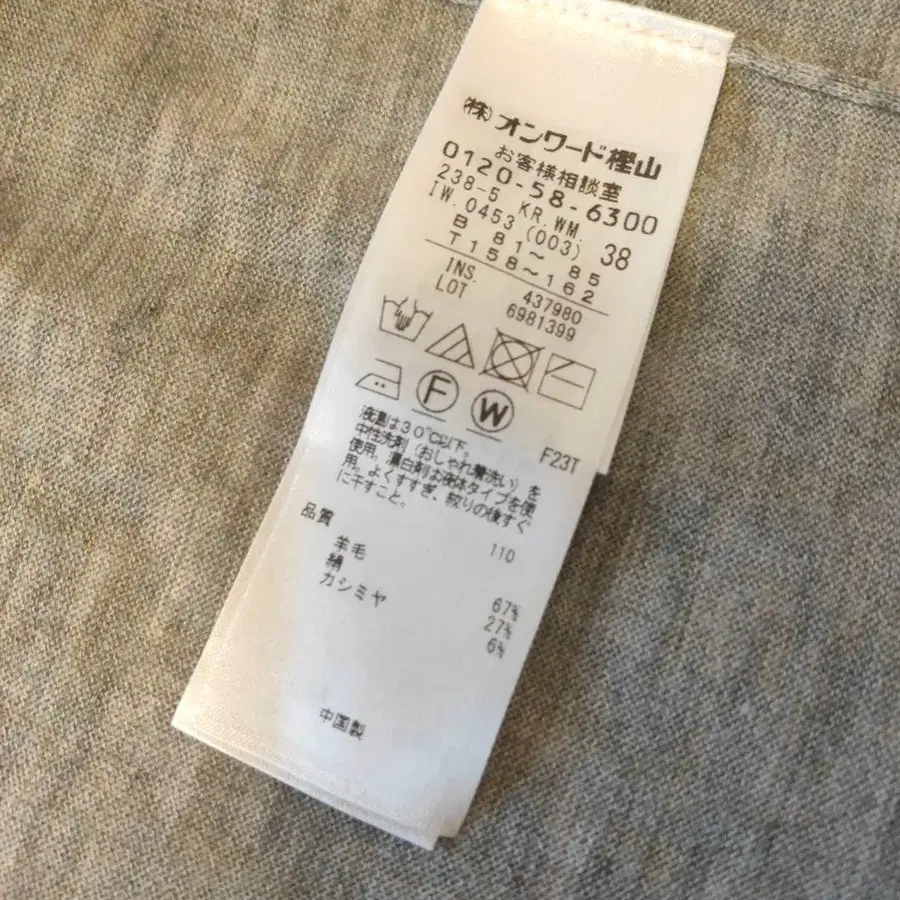 ㈱オンワード樫山
お客様相談室
0120-58-6300
238-5 KR.WM.
IW.0453(003) 38
B 81〜 85
T158〜162
INS. 437980
LOT 6981399
F W
F23T
液温は30℃以下。
中性洗剤（おしゃれ着洗い）を
使用。漂白剤は液体タイプを使
用。よくすすぎ、絞りの後すぐ
に干すこと。
品質 110
羊毛 67%
絹 27%
カシミヤ 6%
中国製